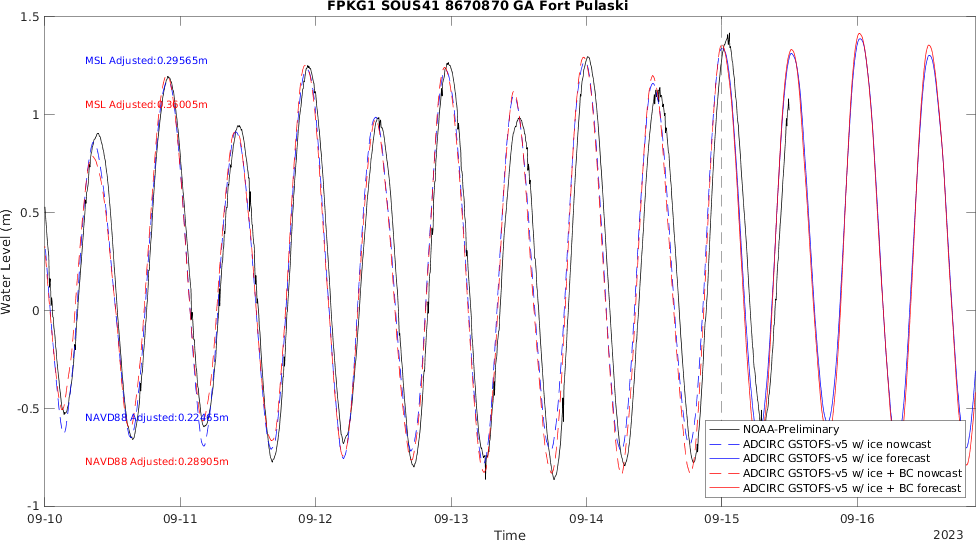 FPKG1 SOUS41 8670870 GA Fort Pulaski
1.5
1
0.5
0
-0.5
-1
Water Level (m)
MSL Adjusted:0.29565m
MSL Adjusted:0.36005m
NAVD88 Adjusted:0.22465m
NAVD88 Adjusted:0.28905m
NOAA-Preliminary
ADCIRC GSTOFS-v5 w/ ice nowcast
ADCIRC GSTOFS-v5 w/ ice forecast
ADCIRC GSTOFS-v5 w/ ice + BC nowcast
ADCIRC GSTOFS-v5 w/ ice + BC forecast
09-10 09-11 09-12 09-13 09-14 09-15 09-16
Time
2023